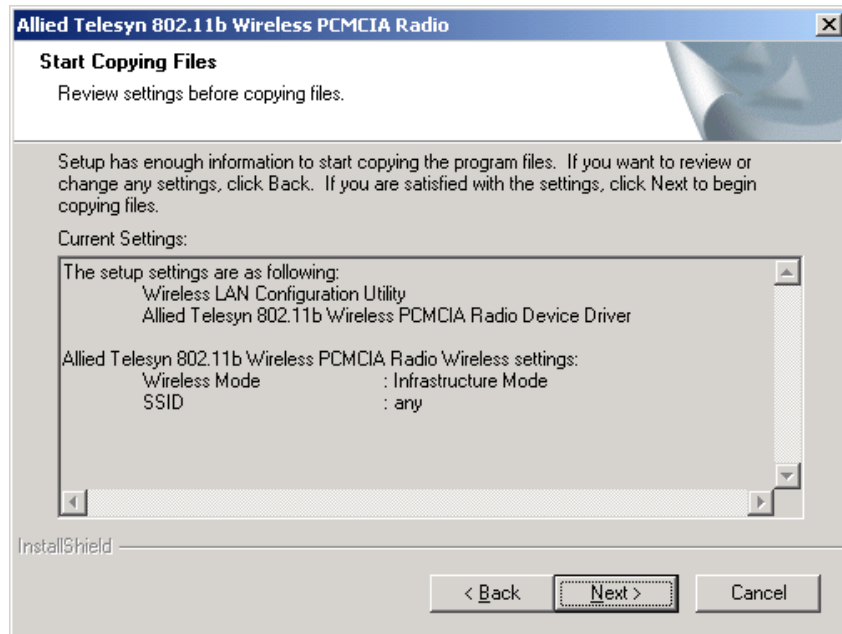 Allied Telesyn 802.11b Wireless PCMCIA Radio
Start Copying Files
Review settings before copying files.
Setup has enough information to start copying the program files.  If you want to review or
change any settings, click Back.  If you are satisfied with the settings, click Next to begin
copying files.
Current Settings:
The setup settings are as following:
Wireless LAN Configuration Utility
Allied Telesyn 802.11b Wireless PCMCIA Radio Device Driver
Allied Telesyn 802.11b Wireless PCMCIA Radio Wireless settings:
Wireless Mode : Infrastructure Mode
SSID : any
InstallShield
< Back Next > Cancel